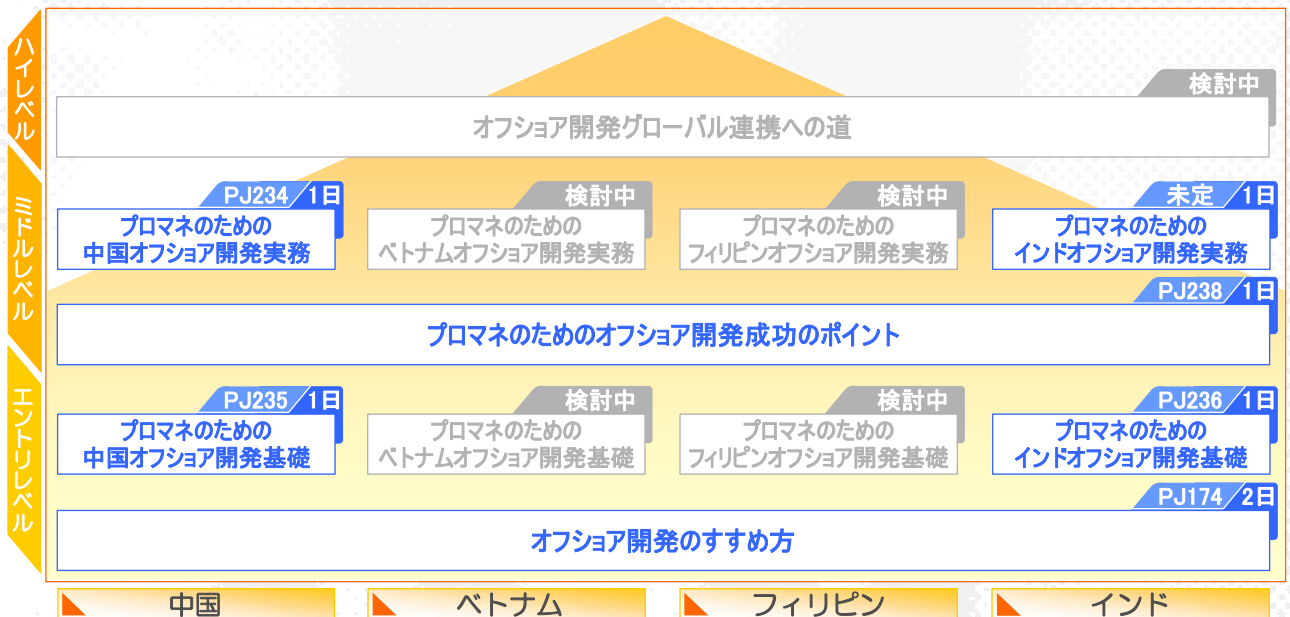 ハイレベル
検討中
オフショア開発グローバル連携への道
ミドルレベル
PJ234 1日
プロマネのための
中国オフショア開発実務
検討中
プロマネのための
ベトナムオフショア開発実務
検討中
プロマネのための
フィリピンオフショア開発実務
未定 1日
プロマネのための
インドオフショア開発実務
PJ238 1日
プロマネのためのオフショア開発成功のポイント
エントリレベル
PJ235 1日
プロマネのための
中国オフショア開発基礎
検討中
プロマネのための
ベトナムオフショア開発基礎
検討中
プロマネのための
フィリピンオフショア開発基礎
PJ236 1日
プロマネのための
インドオフショア開発基礎
PJ174 2日
オフショア開発のすすめ方
中国
ベトナム
フィリピン
インド